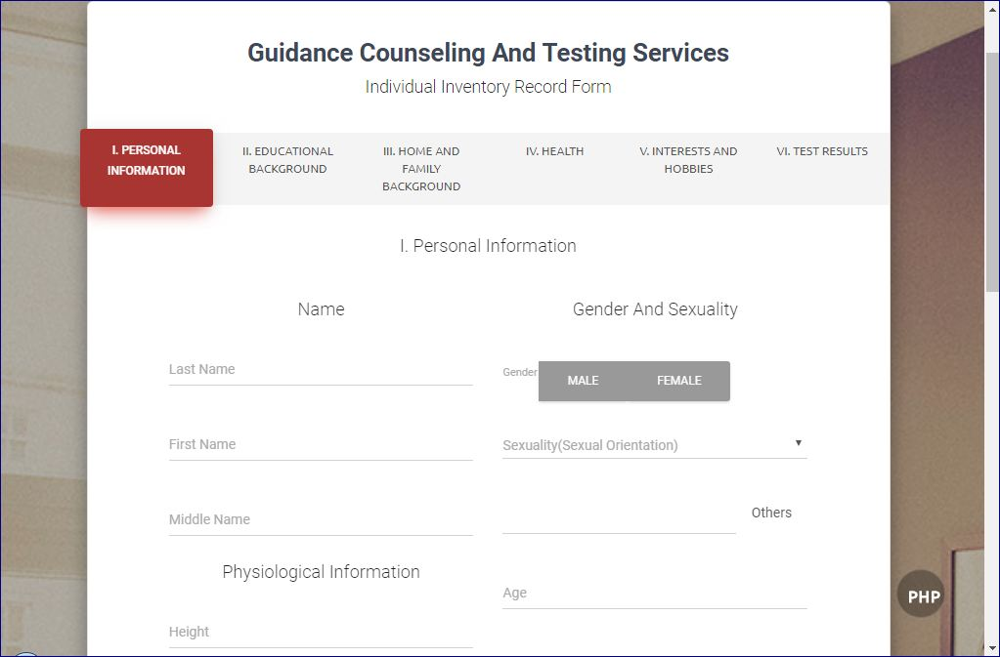 Guidance Counseling And Testing Services
Individual Inventory Record Form
I. PERSONAL
INFORMATION
II. EDUCATIONAL
BACKGROUND
III. HOME AND
FAMILY
BACKGROUND
IV. HEALTH
V. INTERESTS AND
HOBBIES
VI. TEST RESULTS
I. Personal Information
Name
Last Name
First Name
Middle Name
Physiological Information
Height
Gender And Sexuality
Gender MALE FEMALE
Sexuality(Sexual Orientation)
Others
Age
PHP